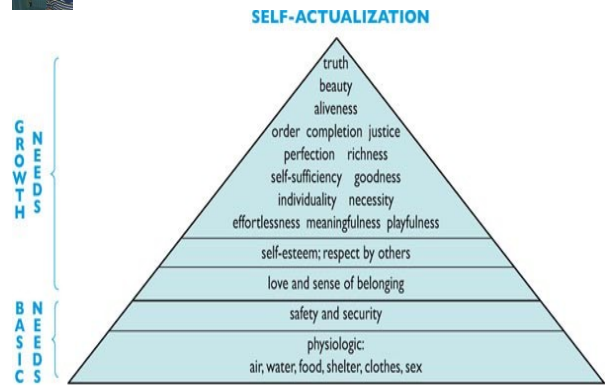 SELF-ACTUALIZATION
truth
beauty
aliveness
order completion justice
perfection richness
self-sufficiency goodness
individuality necessity
effortlessness meaningfulness playfulness
self-esteem; respect by others
love and sense of belonging
safety and security
physiologic:
air, water, food, shelter, clothes, sex
GROWTH
NEEDS
BASIC
NEEDS